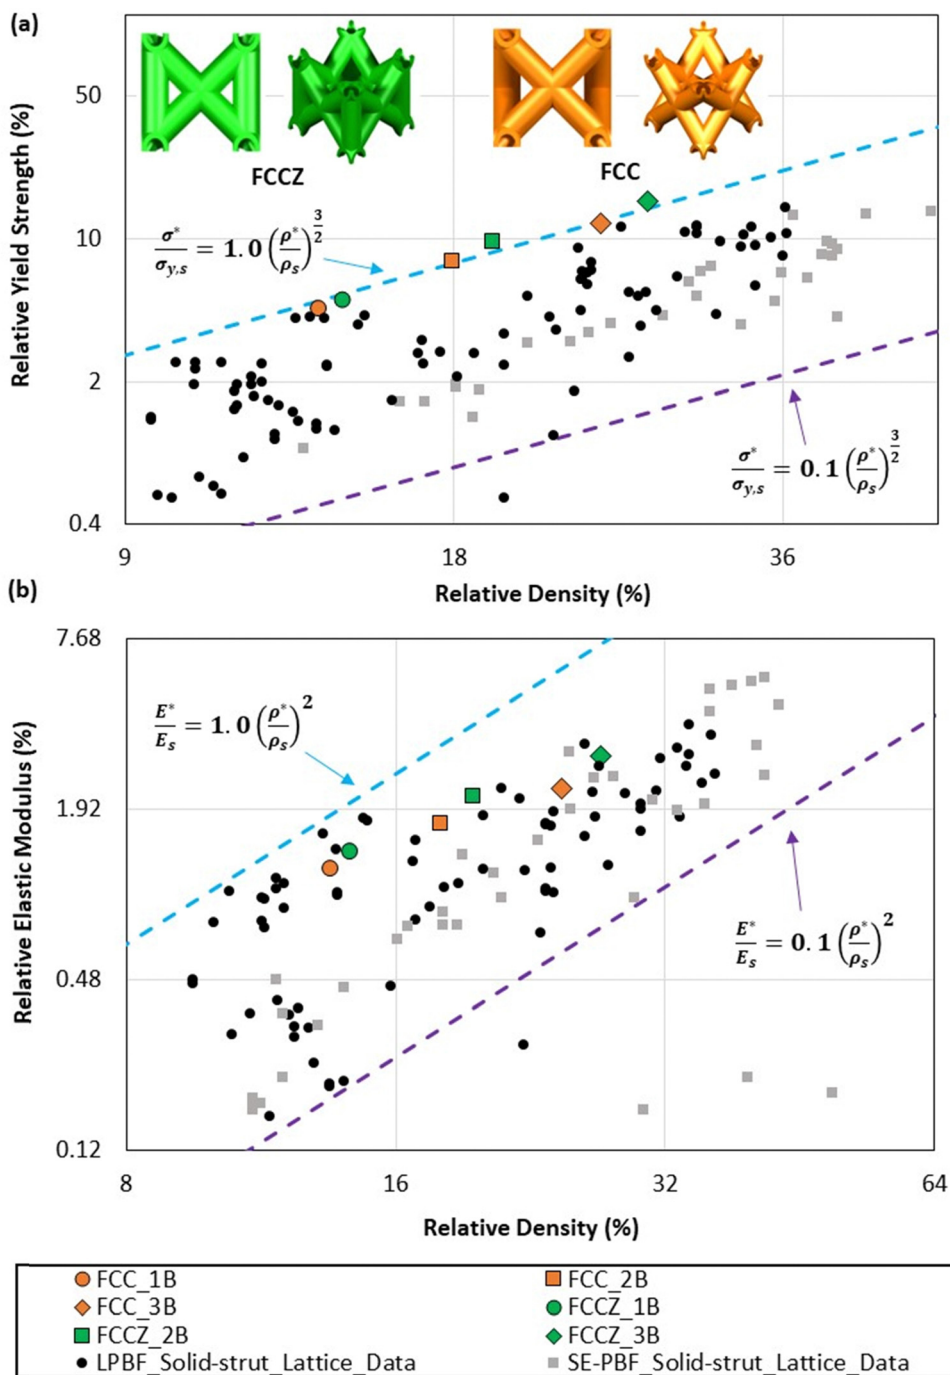 (a)
Relative Yield Strength (%)
50
10
2
0.4
FCCZ
FCC
σ*/σy,s = 1.0 (ρ*/ρs)^3/2
σ*/σy,s = 0.1 (ρ*/ρs)^3/2
9
18
36
Relative Density (%)
(b)
Relative Elastic Modulus (%)
7.68
1.92
0.48
0.12
E*/Es = 1.0 (ρ*/ρs)^2
E*/Es = 0.1 (ρ*/ρs)^2
8
16
32
64
Relative Density (%)
FCC_1B
FCC_2B
FCC_3B
FCCZ_1B
FCCZ_2B
FCCZ_3B
LPBF_Solid-strut_Lattice_Data
SE-PBF_Solid-strut_Lattice_Data